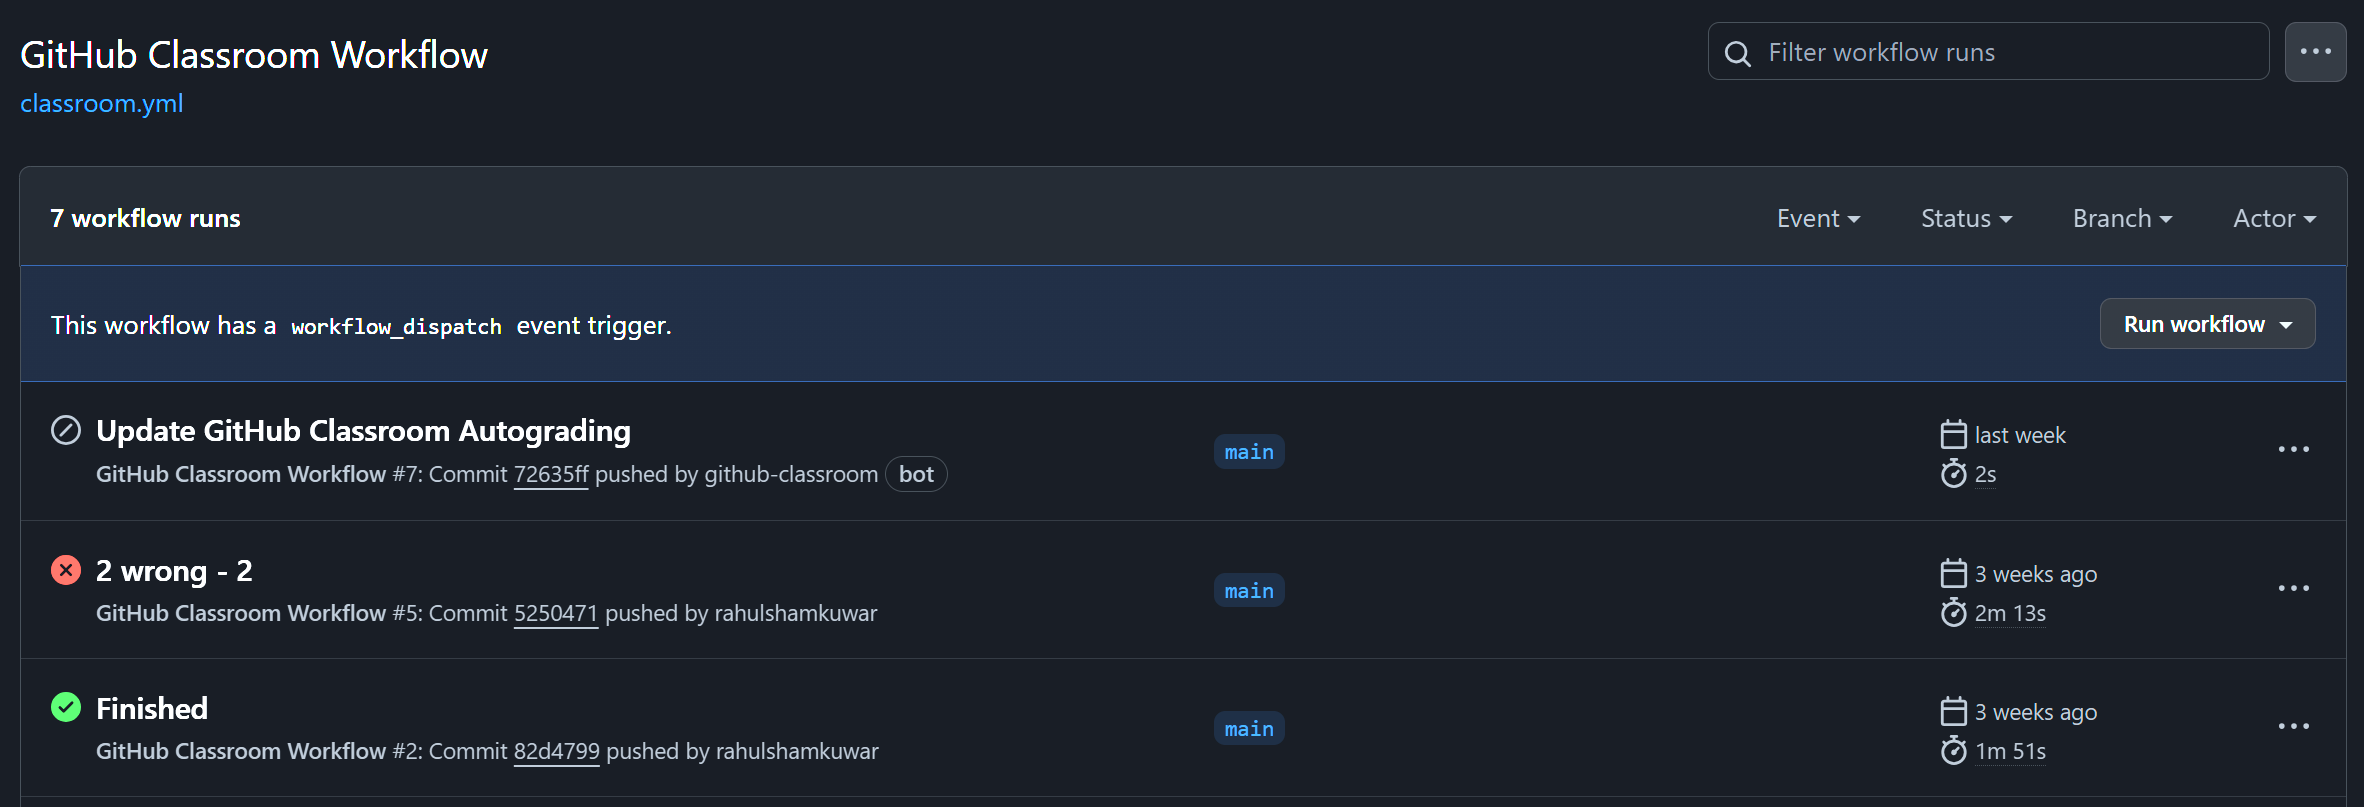 GitHub Classroom Workflow
Filter workflow runs
classroom.yml
7 workflow runs
Event
Status
Branch
Actor
This workflow has a workflow_dispatch event trigger.
Run workflow
Update GitHub Classroom Autograding
GitHub Classroom Workflow #7: Commit 72635ff pushed by github-classroom bot
main
last week
2s
2 wrong - 2
GitHub Classroom Workflow #5: Commit 5250471 pushed by rahulshamkuwar
main
3 weeks ago
2m 13s
Finished
GitHub Classroom Workflow #2: Commit 82d4799 pushed by rahulshamkuwar
main
3 weeks ago
1m 51s